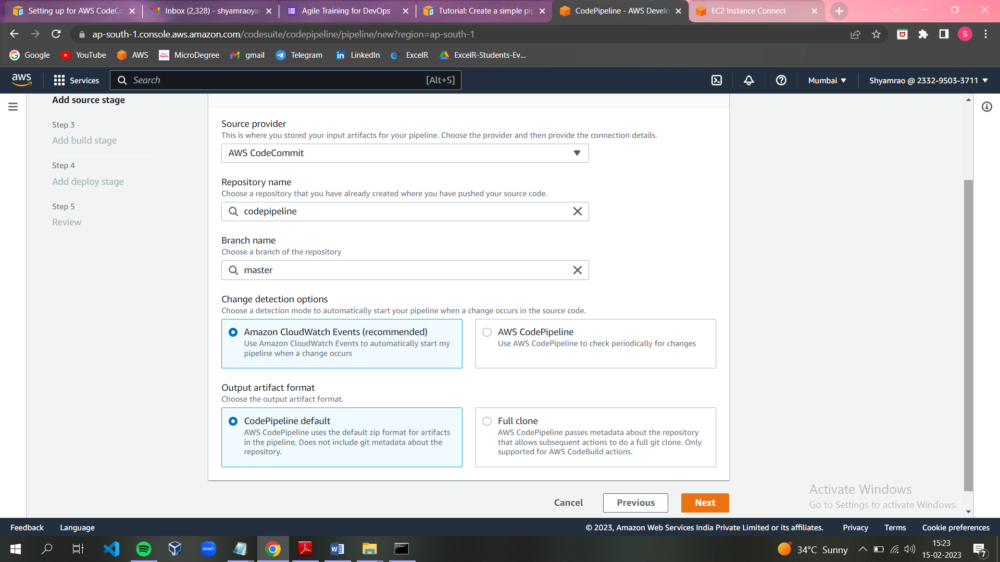 Setting up for AWS CodeCo
Inbox (2,328) - shyamraoyal
Agile Training for DevOps
Tutorial: Create a simple pip
CodePipeline - AWS Develo
EC2 Instance Connect
ap-south-1.console.aws.amazon.com/codesuite/codepipeline/pipeline/new?region=ap-south-1
S
Google
YouTube
AWS
MicroDegree
gmail
Telegram
LinkedIn
ExcelR
ExcelR-Students-Ev...
aws
Services
Search
[Alt+S]
Mumbai
Shyamrao @ 2332-9503-3711
Add source stage
Step 3
Add build stage
Step 4
Add deploy stage
Step 5
Review
Source provider
This is where you stored your input artifacts for your pipeline. Choose the provider and then provide the connection details.
AWS CodeCommit
Repository name
Choose a repository that you have already created where you have pushed your source code.
codepipeline
Branch name
Choose a branch of the repository
master
Change detection options
Choose a detection mode to automatically start your pipeline when a change occurs in the source code.
Amazon CloudWatch Events (recommended)
Use Amazon CloudWatch Events to automatically start my
pipeline when a change occurs
AWS CodePipeline
Use AWS CodePipeline to check periodically for changes
Output artifact format
Choose the output artifact format.
CodePipeline default
AWS CodePipeline uses the default zip format for artifacts
in the pipeline. Does not include git metadata about the
repository.
Full clone
AWS CodePipeline passes metadata about the repository
that allows subsequent actions to do a full git clone. Only
supported for AWS CodeBuild actions.
Cancel
Previous
Next
Activate Windows
Go to Settings to activate Windows.
Feedback
Language
© 2023, Amazon Web Services India Private Limited or its affiliates.
Privacy
Terms
Cookie preferences
zoom
34°C Sunny
15:23
15-02-2023
7